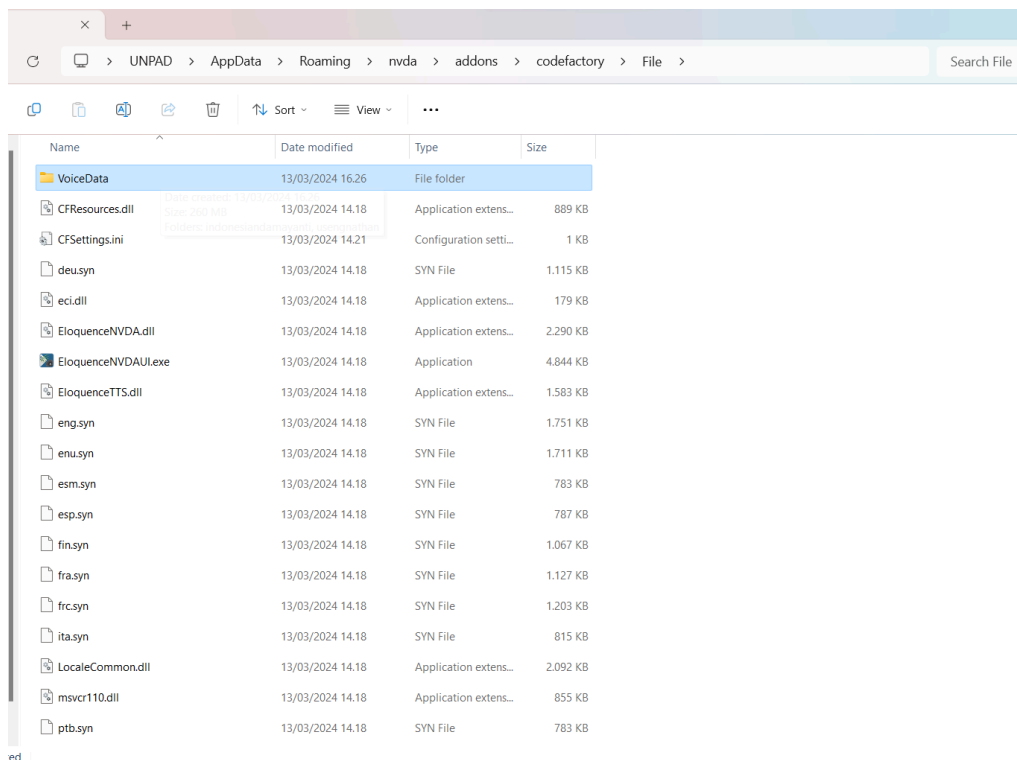 UNPAD > AppData > Roaming > nvda > addons > codefactory > File > Search File
Sort View
Name Date modified Type Size
VoiceData 13/03/2024 16.26 File folder
CFResources.dll 13/03/2024 14.18 Application extens... 889 KB
CFSettings.ini 13/03/2024 14.21 Configuration setti... 1 KB
deu.syn 13/03/2024 14.18 SYN File 1.115 KB
eci.dll 13/03/2024 14.18 Application extens... 179 KB
EloquenceNVDA.dll 13/03/2024 14.18 Application extens... 2.290 KB
EloquenceNVDAUI.exe 13/03/2024 14.18 Application 4.844 KB
EloquenceTTS.dll 13/03/2024 14.18 Application extens... 1.583 KB
eng.syn 13/03/2024 14.18 SYN File 1.751 KB
enu.syn 13/03/2024 14.18 SYN File 1.711 KB
esm.syn 13/03/2024 14.18 SYN File 783 KB
esp.syn 13/03/2024 14.18 SYN File 787 KB
fin.syn 13/03/2024 14.18 SYN File 1.067 KB
fra.syn 13/03/2024 14.18 SYN File 1.127 KB
frc.syn 13/03/2024 14.18 SYN File 1.203 KB
ita.syn 13/03/2024 14.18 SYN File 815 KB
LocaleCommon.dll 13/03/2024 14.18 Application extens... 2.092 KB
msvcr110.dll 13/03/2024 14.18 Application extens... 855 KB
ptb.syn 13/03/2024 14.18 SYN File 783 KB